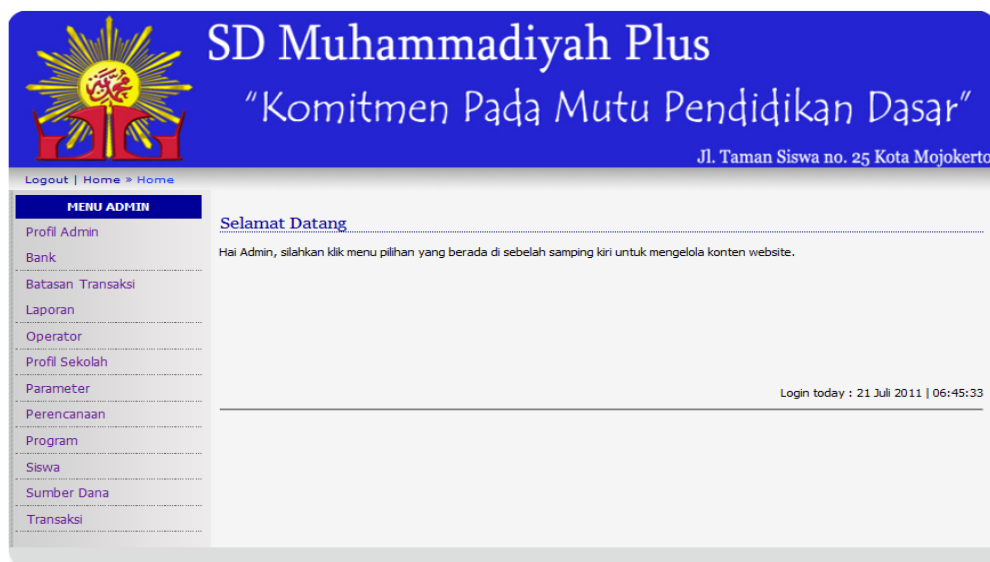 SD Muhammadiyah Plus
“Komitmen Pada Mutu Pendidikan Dasar”
Jl. Taman Siswa no. 25 Kota Mojokerto
Logout | Home » Home
MENU ADMIN
Profil Admin
Bank
Batasan Transaksi
Laporan
Operator
Profil Sekolah
Parameter
Perencanaan
Program
Siswa
Sumber Dana
Transaksi
Selamat Datang
Hai Admin, silahkan klik menu pilihan yang berada di sebelah samping kiri untuk mengelola konten website.
Login today : 21 Juli 2011 | 06:45:33